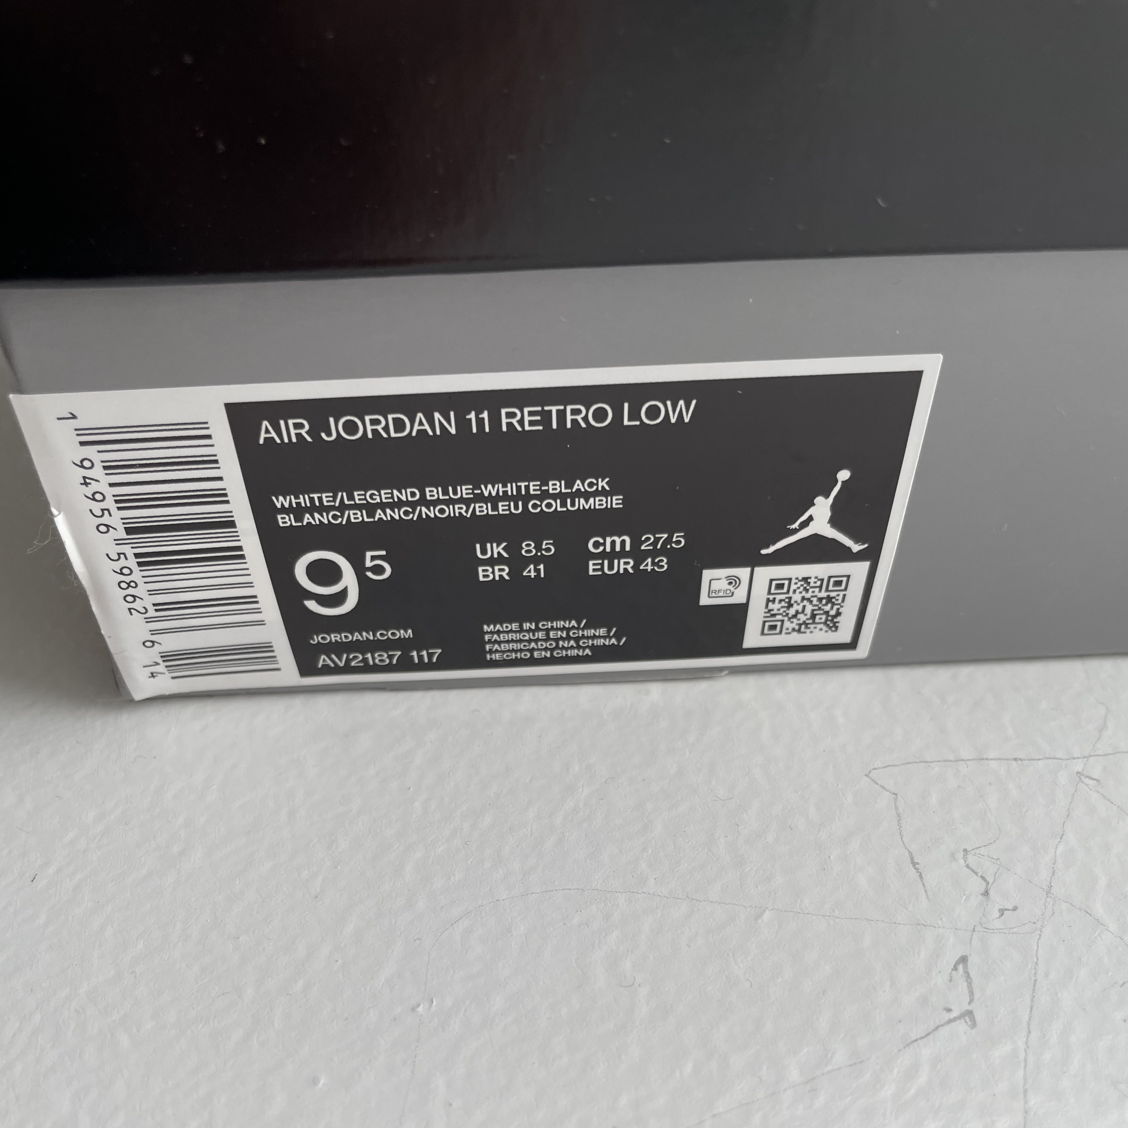 AIR JORDAN 11 RETRO LOW
WHITE/LEGEND BLUE-WHITE-BLACK
BLANC/BLANC/NOIR/BLEU COLUMBIE
9 5
UK 8.5 cm 27.5
BR 41 EUR 43
RFID
JORDAN.COM
AV2187 117
MADE IN CHINA /
FABRIQUE EN CHINE /
FABRICADO NA CHINA /
HECHO EN CHINA
1 94956 59862 6 14